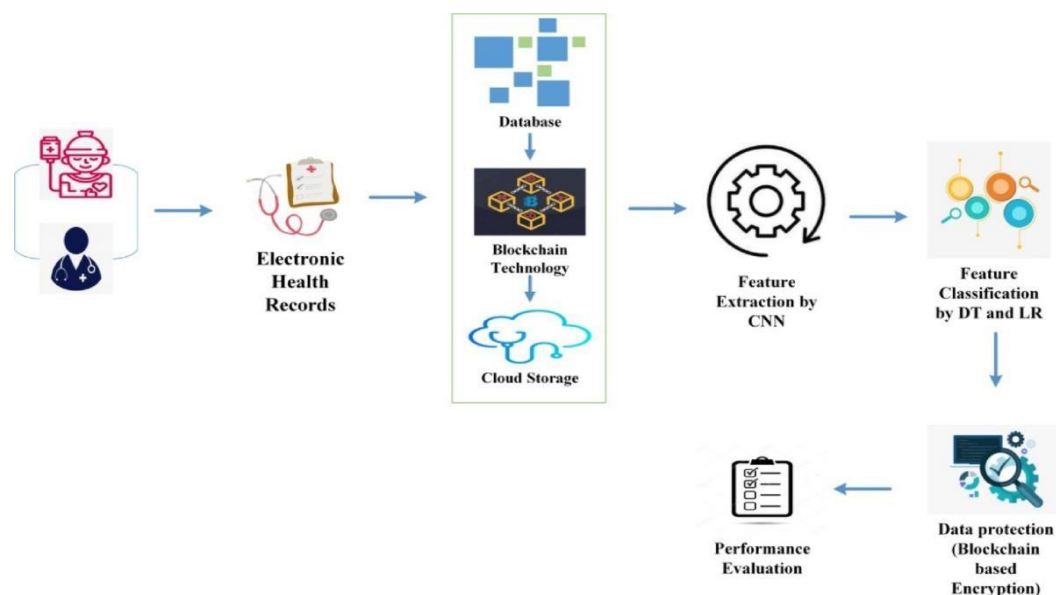 Electronic
Health
Records
Database
Blockchain
Technology
Cloud Storage
Feature
Extraction by
CNN
Feature
Classification
by DT and LR
Data protection
(Blockchain
based
Encryption)
Performance
Evaluation